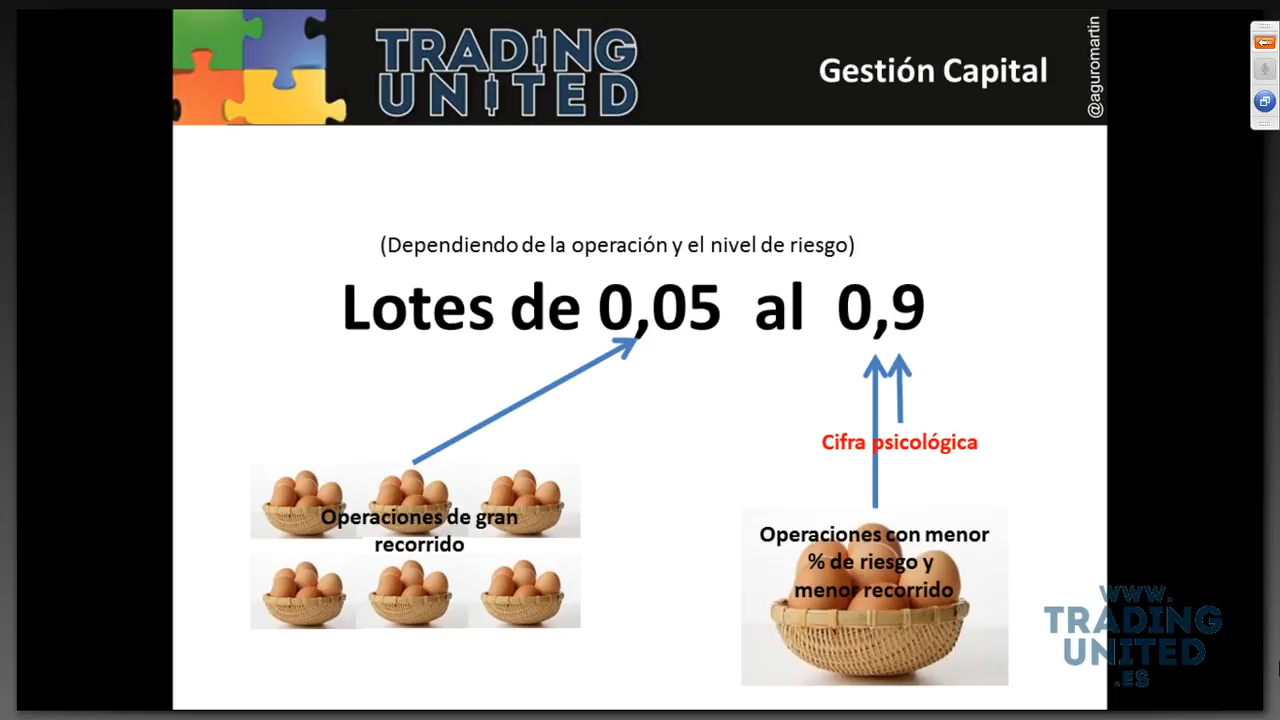 TRADING
UNITED
Gestión Capital
@aguromartin
(Dependiendo de la operación y el nivel de riesgo)
Lotes de 0,05 al 0,9
Cifra psicológica
Operaciones de gran
recorrido
Operaciones con menor
% de riesgo y
menor recorrido
WWW.
TRADING
UNITED
.ES